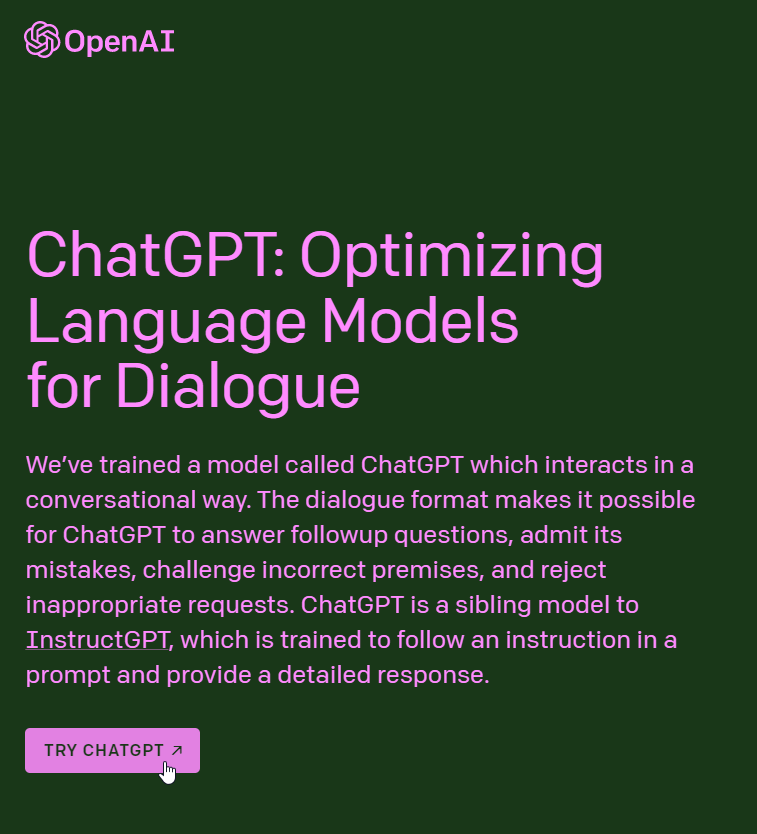 OpenAI
ChatGPT: Optimizing
Language Models
for Dialogue
We’ve trained a model called ChatGPT which interacts in a
conversational way. The dialogue format makes it possible
for ChatGPT to answer followup questions, admit its
mistakes, challenge incorrect premises, and reject
inappropriate requests. ChatGPT is a sibling model to
InstructGPT, which is trained to follow an instruction in a
prompt and provide a detailed response.
TRY CHATGPT ↗